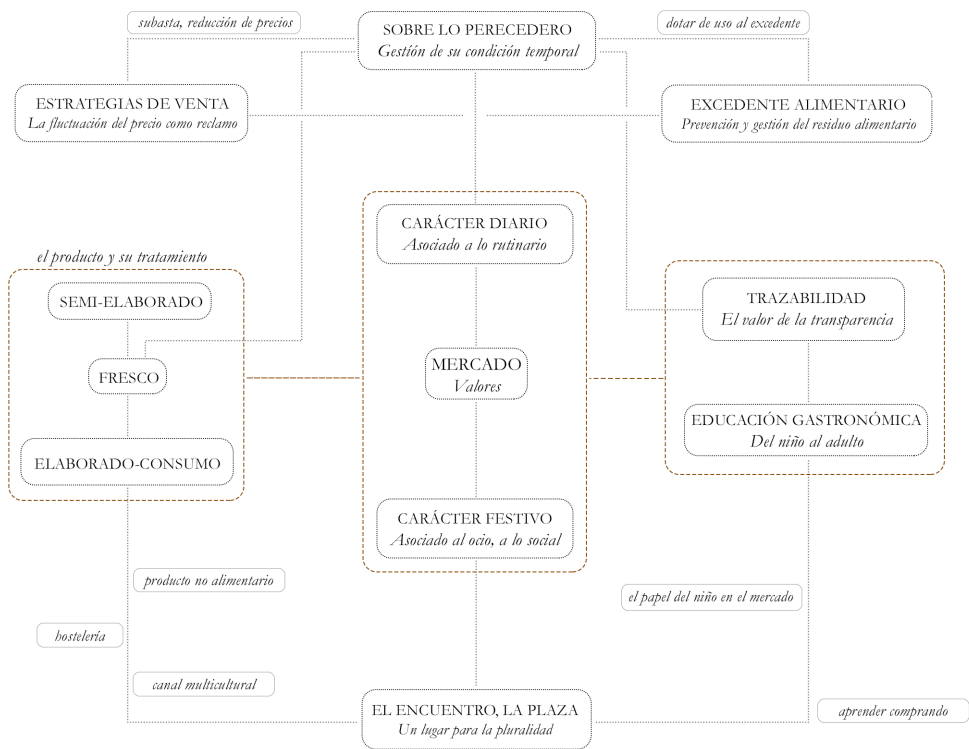 subasta, reducción de precios
SOBRE LO PERECEDERO
Gestión de su condición temporal
dotar de uso al excedente
ESTRATEGIAS DE VENTA
La fluctuación del precio como reclamo
EXCEDENTE ALIMENTARIO
Prevención y gestión del residuo alimentario
CARÁCTER DIARIO
Asociado a lo rutinario
el producto y su tratamiento
SEMI-ELABORADO
FRESCO
ELABORADO-CONSUMO
MERCADO
Valores
TRAZABILIDAD
El valor de la transparencia
EDUCACIÓN GASTRONÓMICA
Del niño al adulto
CARÁCTER FESTIVO
Asociado al ocio, a lo social
producto no alimentario
el papel del niño en el mercado
hostelería
canal multicultural
EL ENCUENTRO, LA PLAZA
Un lugar para la pluralidad
aprender comprando